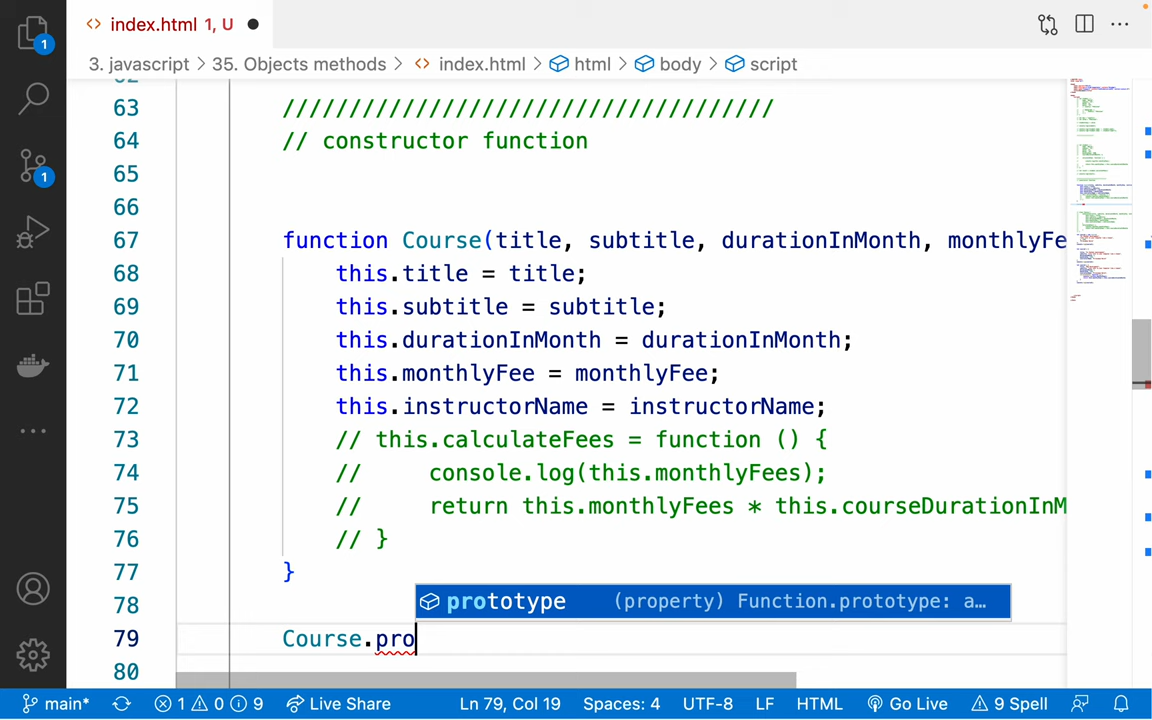 index.html 1, U
3. javascript > 35. Objects methods > index.html > html > body > script
62
63 /////////////////////////////////////
64 // constructor function
65
66
67 function Course(title, subtitle, durationInMonth, monthlyFe
68 this.title = title;
69 this.subtitle = subtitle;
70 this.durationInMonth = durationInMonth;
71 this.monthlyFee = monthlyFee;
72 this.instructorName = instructorName;
73 // this.calculateFees = function () {
74 // console.log(this.monthlyFees);
75 // return this.monthlyFees * this.courseDurationInM
76 // }
77 }
78 prototype (property) Function.prototype: a…
79 Course.pro
80
1
1
main* 1 0 9 Live Share Ln 79, Col 19 Spaces: 4 UTF-8 LF HTML Go Live 9 Spell